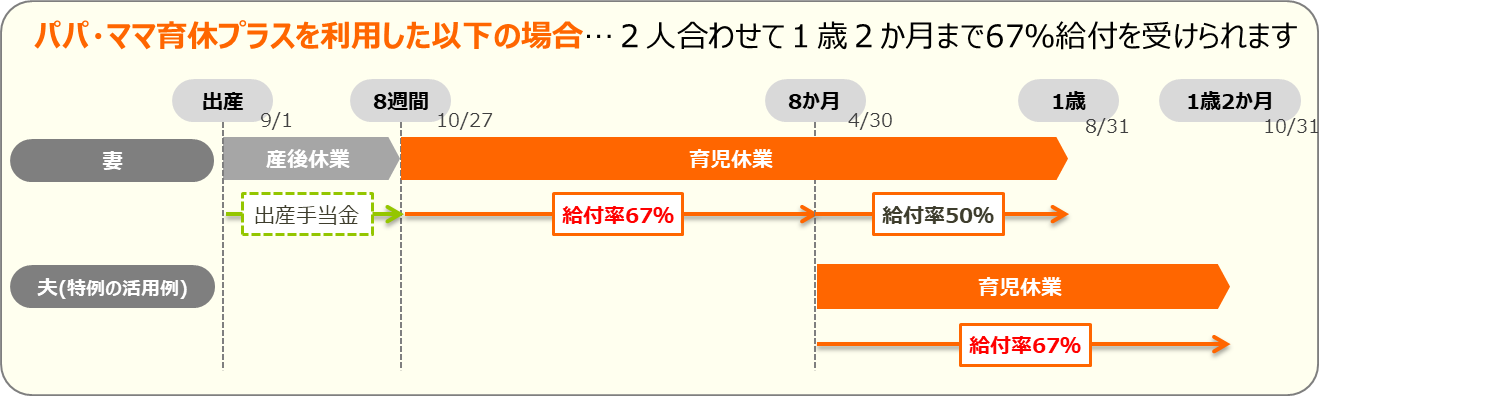 パパ・ママ育休プラスを利用した以下の場合…２人合わせて１歳２か月まで67%給付を受けられます
出産
8週間
8か月
1歳
1歳2か月
9/1
10/27
4/30
8/31
10/31
妻
産後休業
育児休業
出産手当金
給付率67%
給付率50%
夫(特例の活用例)
育児休業
給付率67%